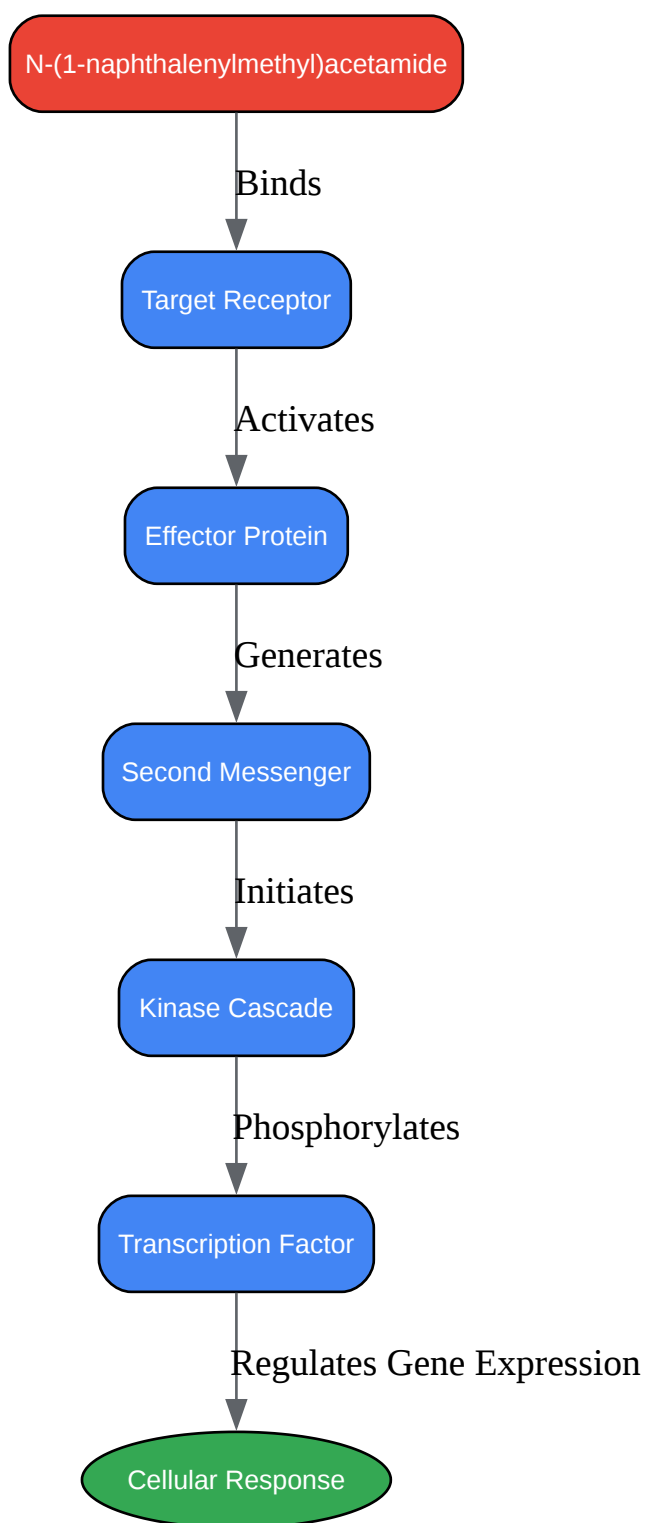 N-(1-naphthalenylmethyl)acetamide
Binds
Target Receptor
Activates
Effector Protein
Generates
Second Messenger
Initiates
Kinase Cascade
Phosphorylates
Transcription Factor
Regulates Gene Expression
Cellular Response